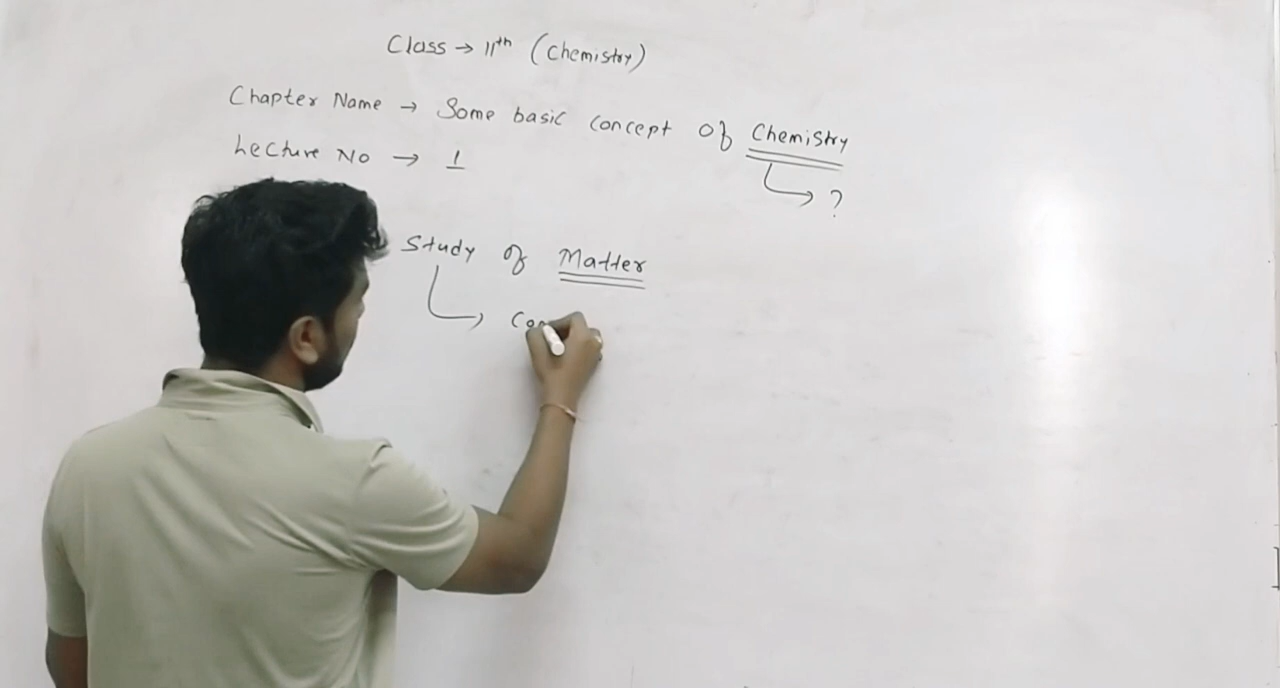 Class → 11th (Chemistry)
Chapter Name → Some basic concept of Chemistry
Lecture No → 1
?
Study of Matter